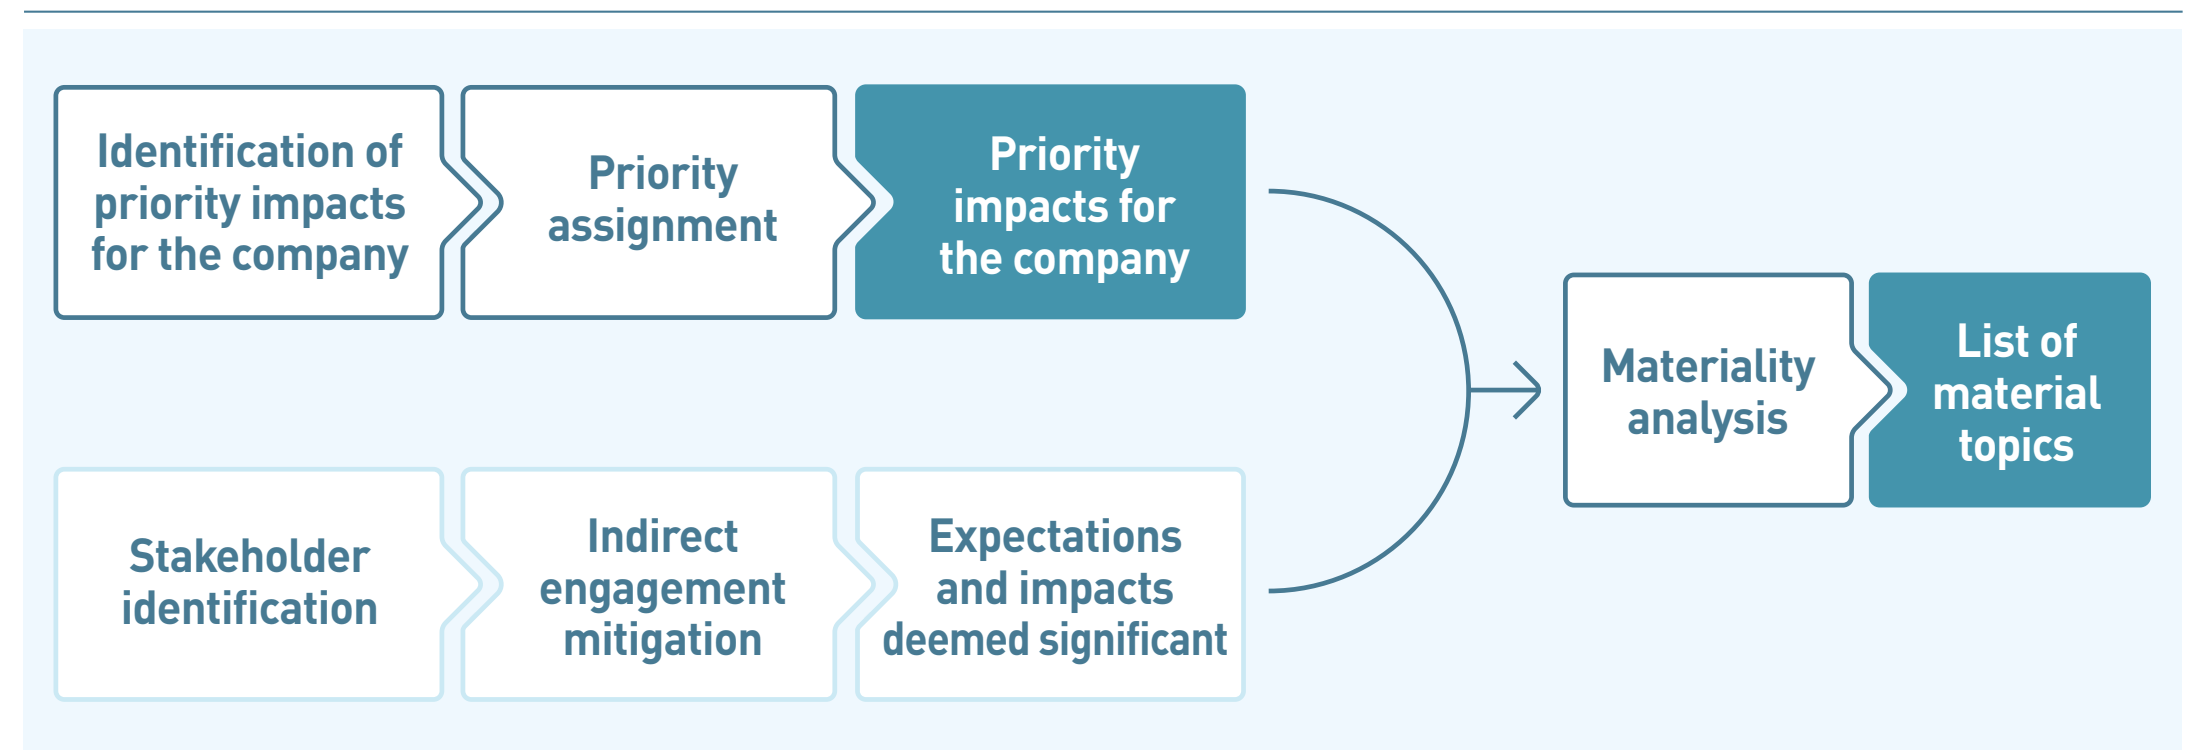 Identification of
priority impacts
for the company
Priority
assignment
Priority
impacts for
the company
Stakeholder
identification
Indirect
engagement
mitigation
Expectations
and impacts
deemed significant
Materiality
analysis
List of
material
topics